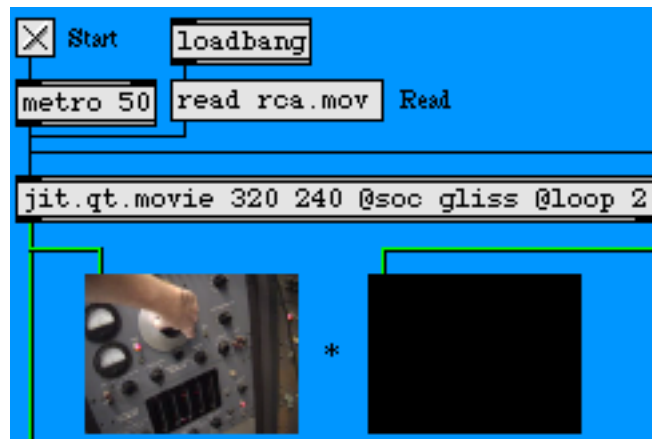 Start
loadbang
metro 50
read rca.mov
Read
jit.qt.movie 320 240 @soc gliss @loop 2
*